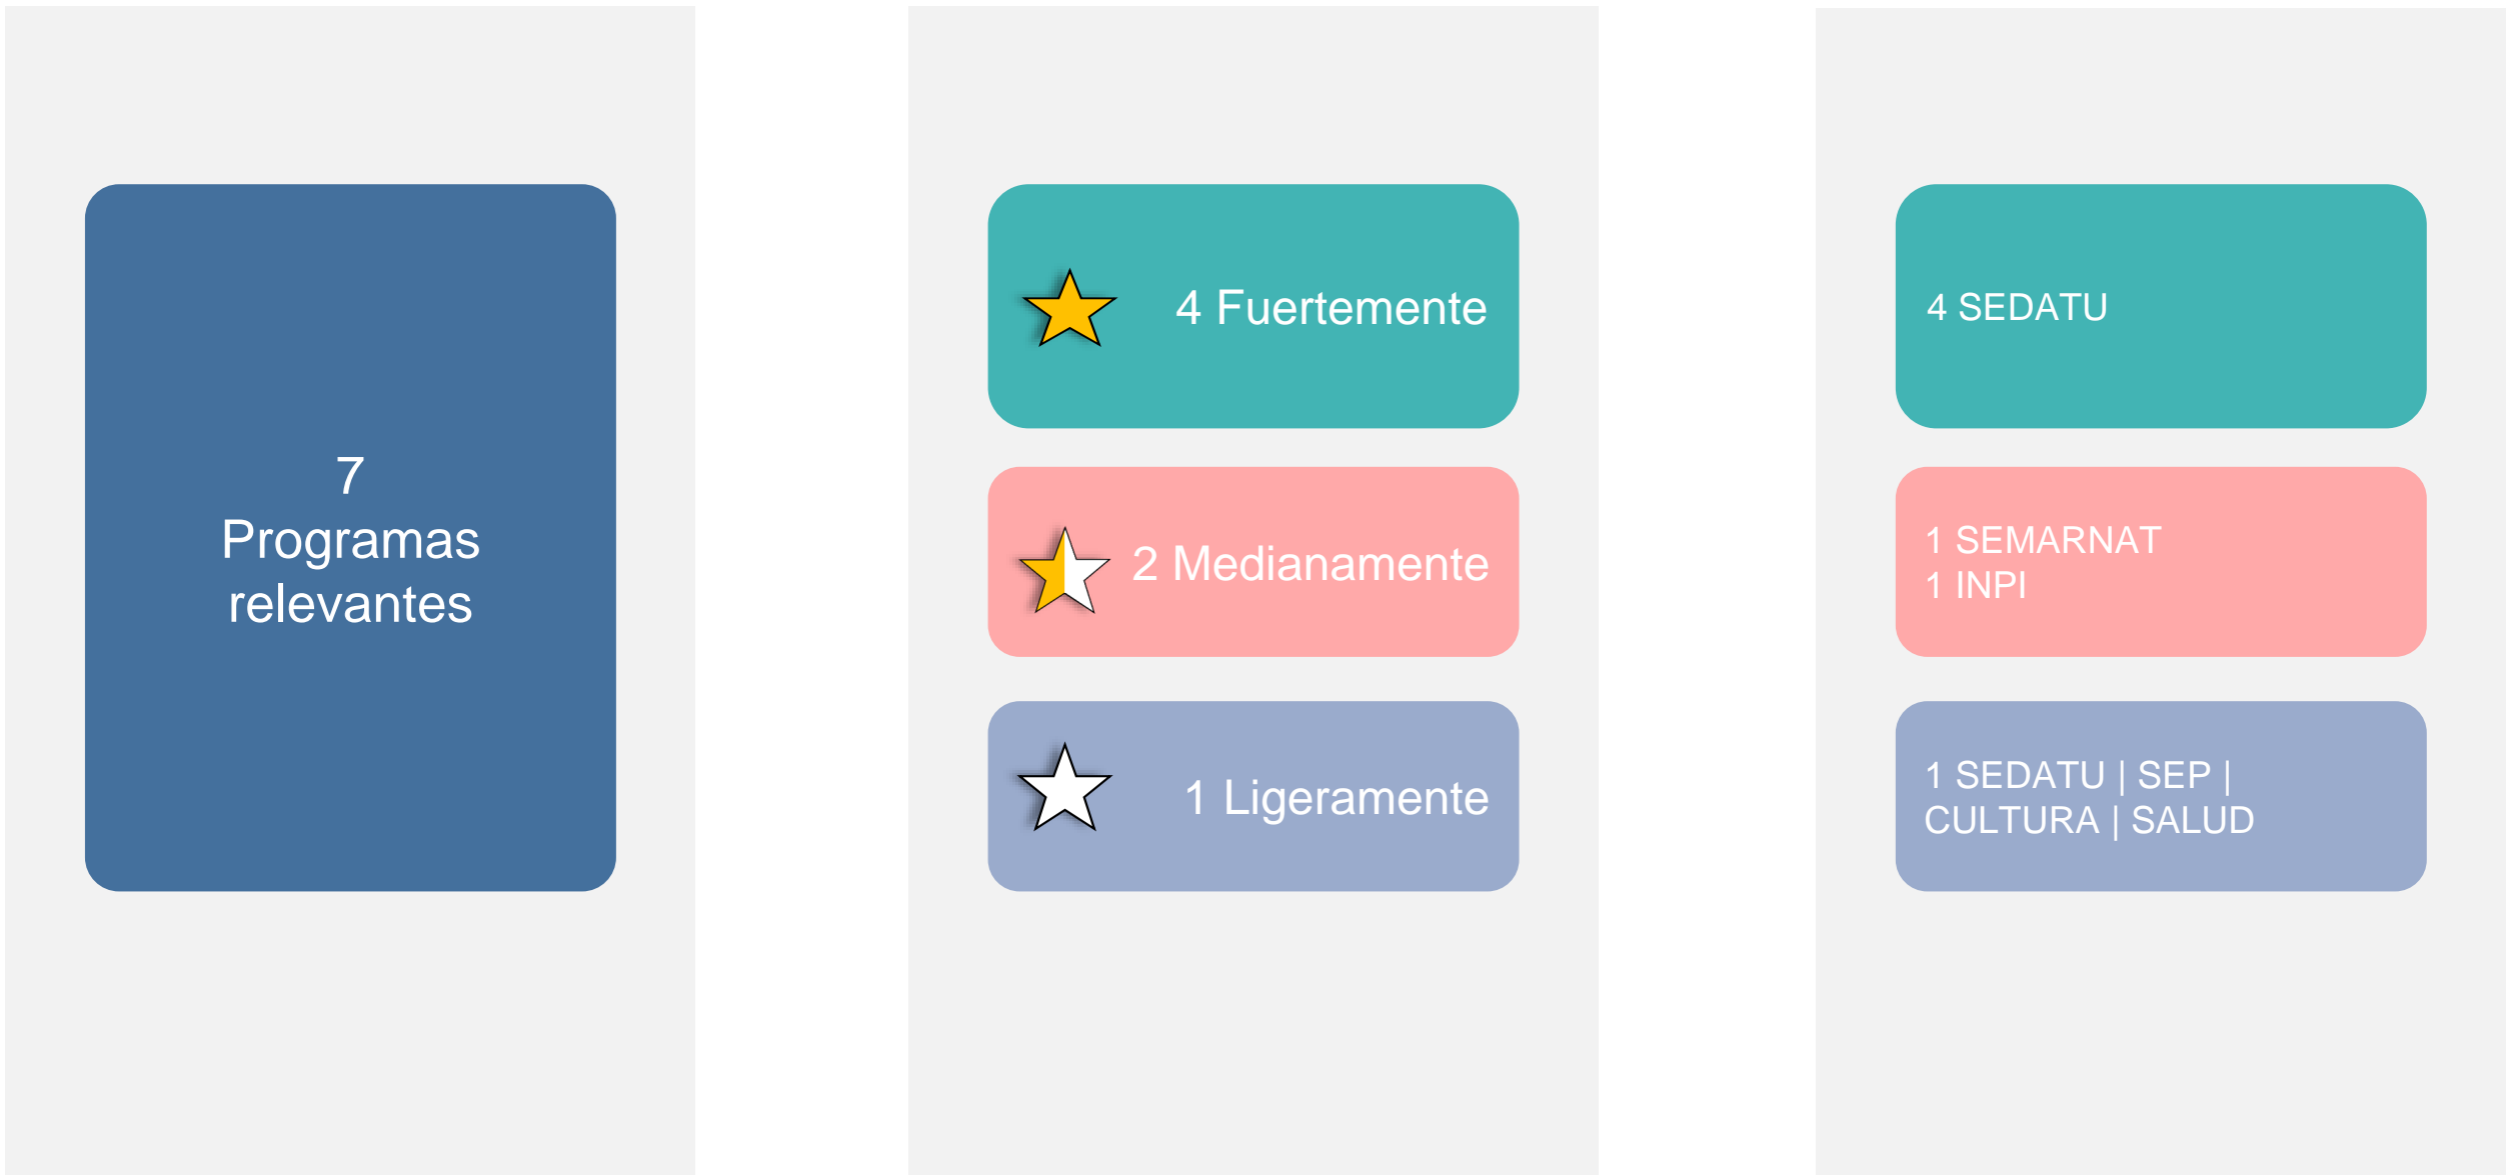 7
Programas
relevantes
4 Fuertemente
2 Medianamente
1 Ligeramente
4 SEDATU
1 SEMARNAT
1 INPI
1 SEDATU | SEP |
CULTURA | SALUD